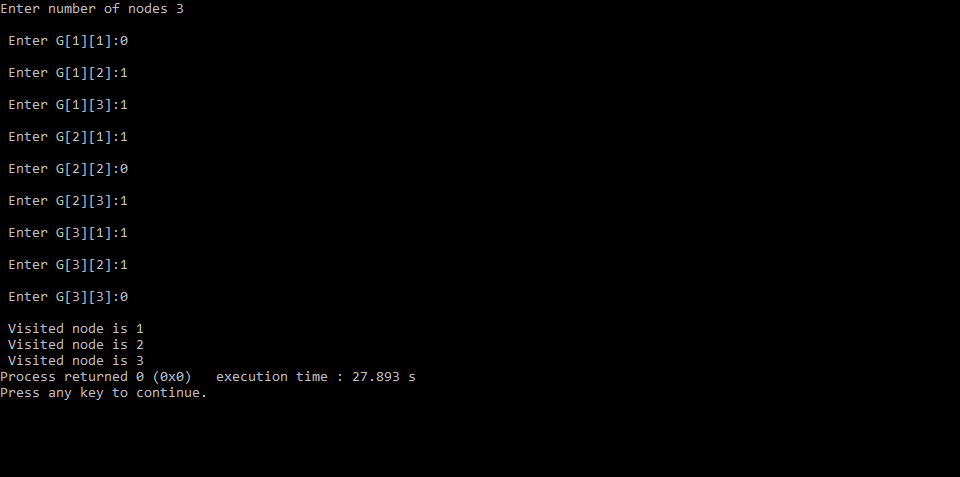 Enter number of nodes 3
Enter G[1][1]:0
Enter G[1][2]:1
Enter G[1][3]:1
Enter G[2][1]:1
Enter G[2][2]:0
Enter G[2][3]:1
Enter G[3][1]:1
Enter G[3][2]:1
Enter G[3][3]:0
Visited node is 1
Visited node is 2
Visited node is 3
Process returned 0 (0x0)   execution time : 27.893 s
Press any key to continue.